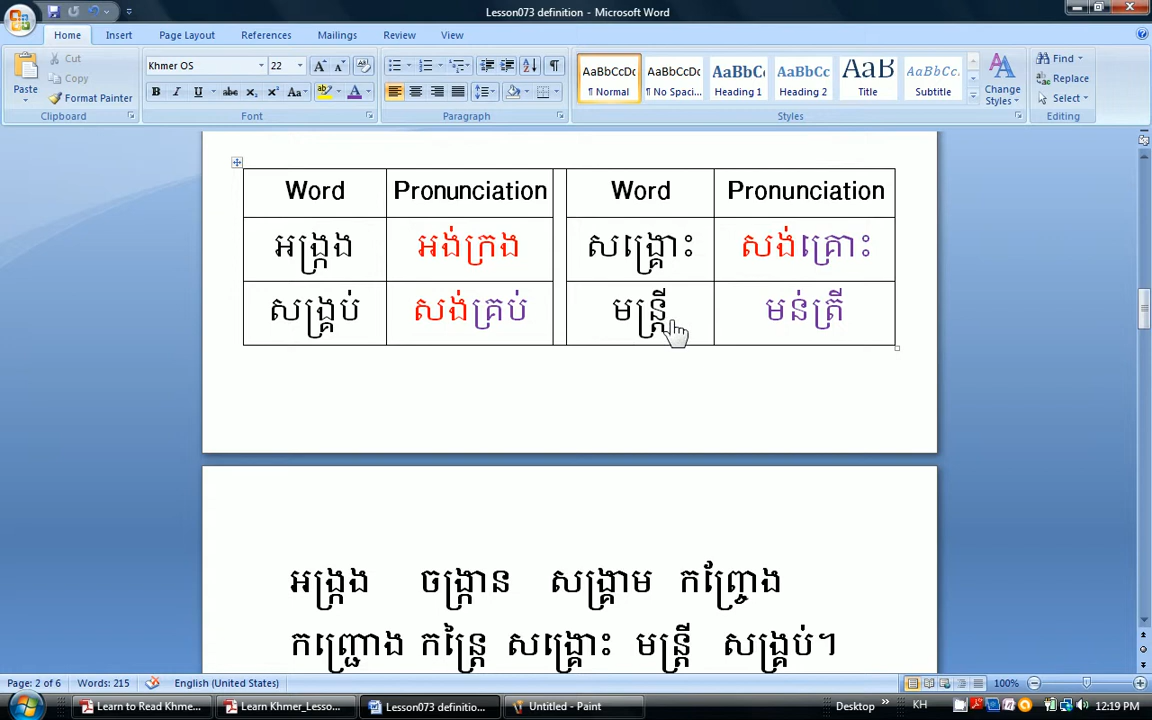 Lesson073 definition - Microsoft Word
Home Insert Page Layout References Mailings Review View
Paste Cut Copy Format Painter
Khmer OS 22
AaBbCcDc AaBbCcDc AaBbC AaBbCc AaB AaBbCc.
¶ Normal ¶ No Spaci... Heading 1 Heading 2 Title Subtitle
Change Styles
Find Replace Select
Clipboard Font Paragraph Styles Editing
Word Pronunciation Word Pronunciation
អង្ក្រង អង់ក្រង សង្គ្រោះ សង់គ្រោះ
សង្គ្រប់ សង់គ្រប់ មន្ត្រី មន់ត្រី
អង្ក្រង ចង្ក្រាន សង្គ្រាម កញ្ច្រែង
កញ្ជ្រោង កន្ត្រៃ សង្គ្រោះ មន្ត្រី សង្គ្រប់។
Page: 2 of 6 Words: 215 English (United States) 100%
Learn to Read Khme... Learn Khmer_Lesso... Lesson073 definitio... Untitled - Paint Desktop KH 12:19 PM